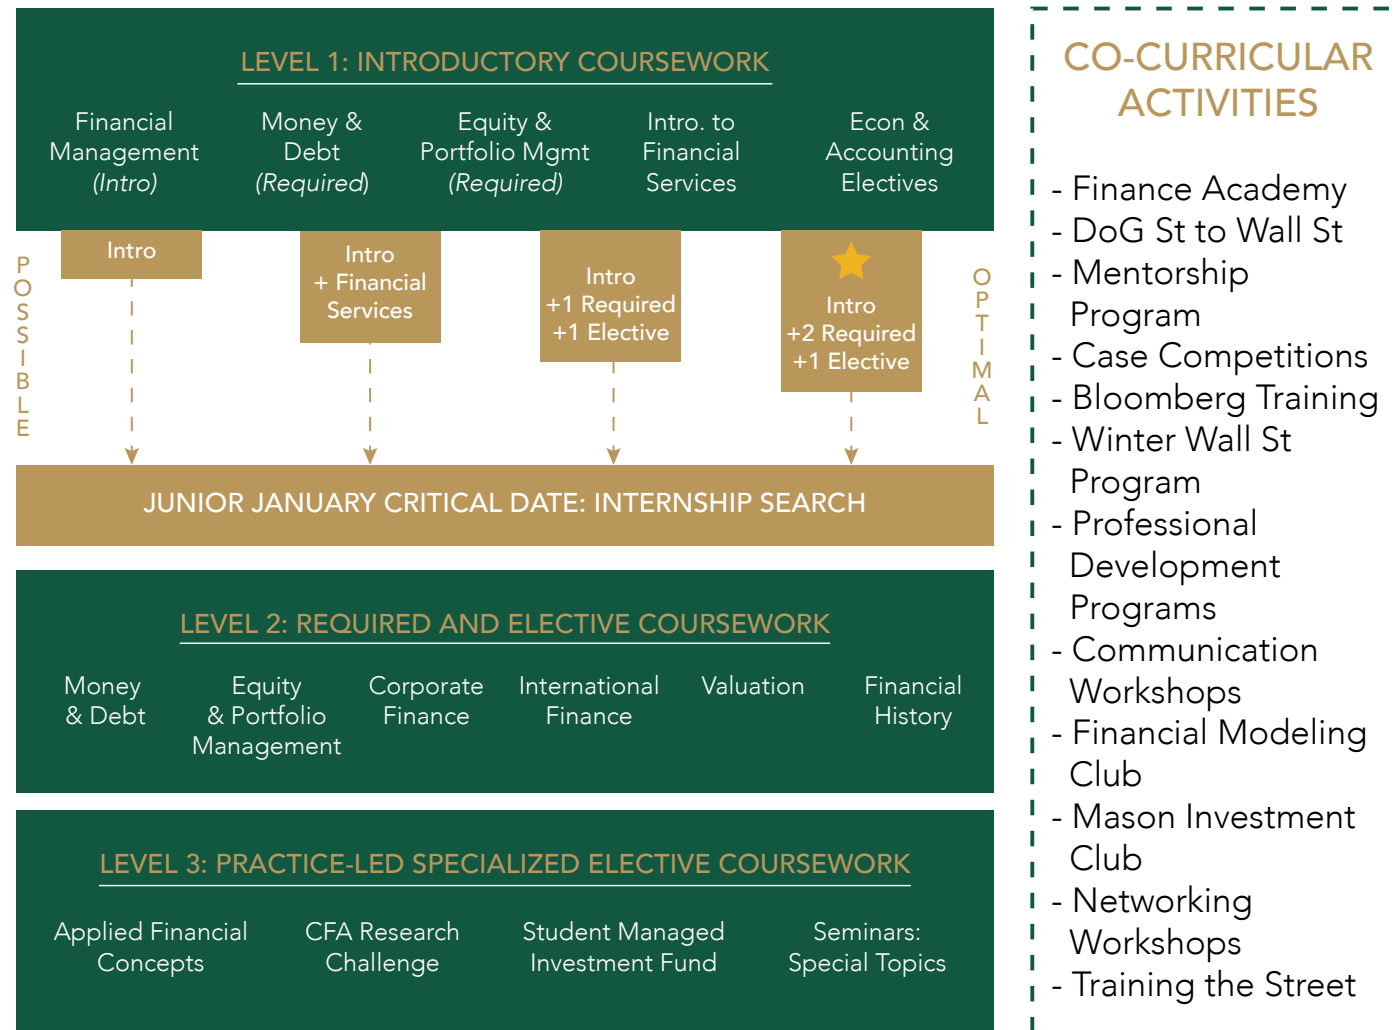 LEVEL 1: INTRODUCTORY COURSEWORK
Financial
Management
(Intro)
Money &
Debt
(Required)
Equity &
Portfolio Mgmt
(Required)
Intro. to
Financial
Services
Econ &
Accounting
Electives
POSSIBLE
Intro
Intro
+ Financial
Services
Intro
+1 Required
+1 Elective
Intro
+2 Required
+1 Elective
OPTIMAL
JUNIOR JANUARY CRITICAL DATE: INTERNSHIP SEARCH
LEVEL 2: REQUIRED AND ELECTIVE COURSEWORK
Money
& Debt
Equity
& Portfolio
Management
Corporate
Finance
International
Finance
Valuation
Financial
History
LEVEL 3: PRACTICE-LED SPECIALIZED ELECTIVE COURSEWORK
Applied Financial
Concepts
CFA Research
Challenge
Student Managed
Investment Fund
Seminars:
Special Topics
CO-CURRICULAR
ACTIVITIES
- Finance Academy
- DoG St to Wall St
- Mentorship
Program
- Case Competitions
- Bloomberg Training
- Winter Wall St
Program
- Professional
Development
Programs
- Communication
Workshops
- Financial Modeling
Club
- Mason Investment
Club
- Networking
Workshops
- Training the Street